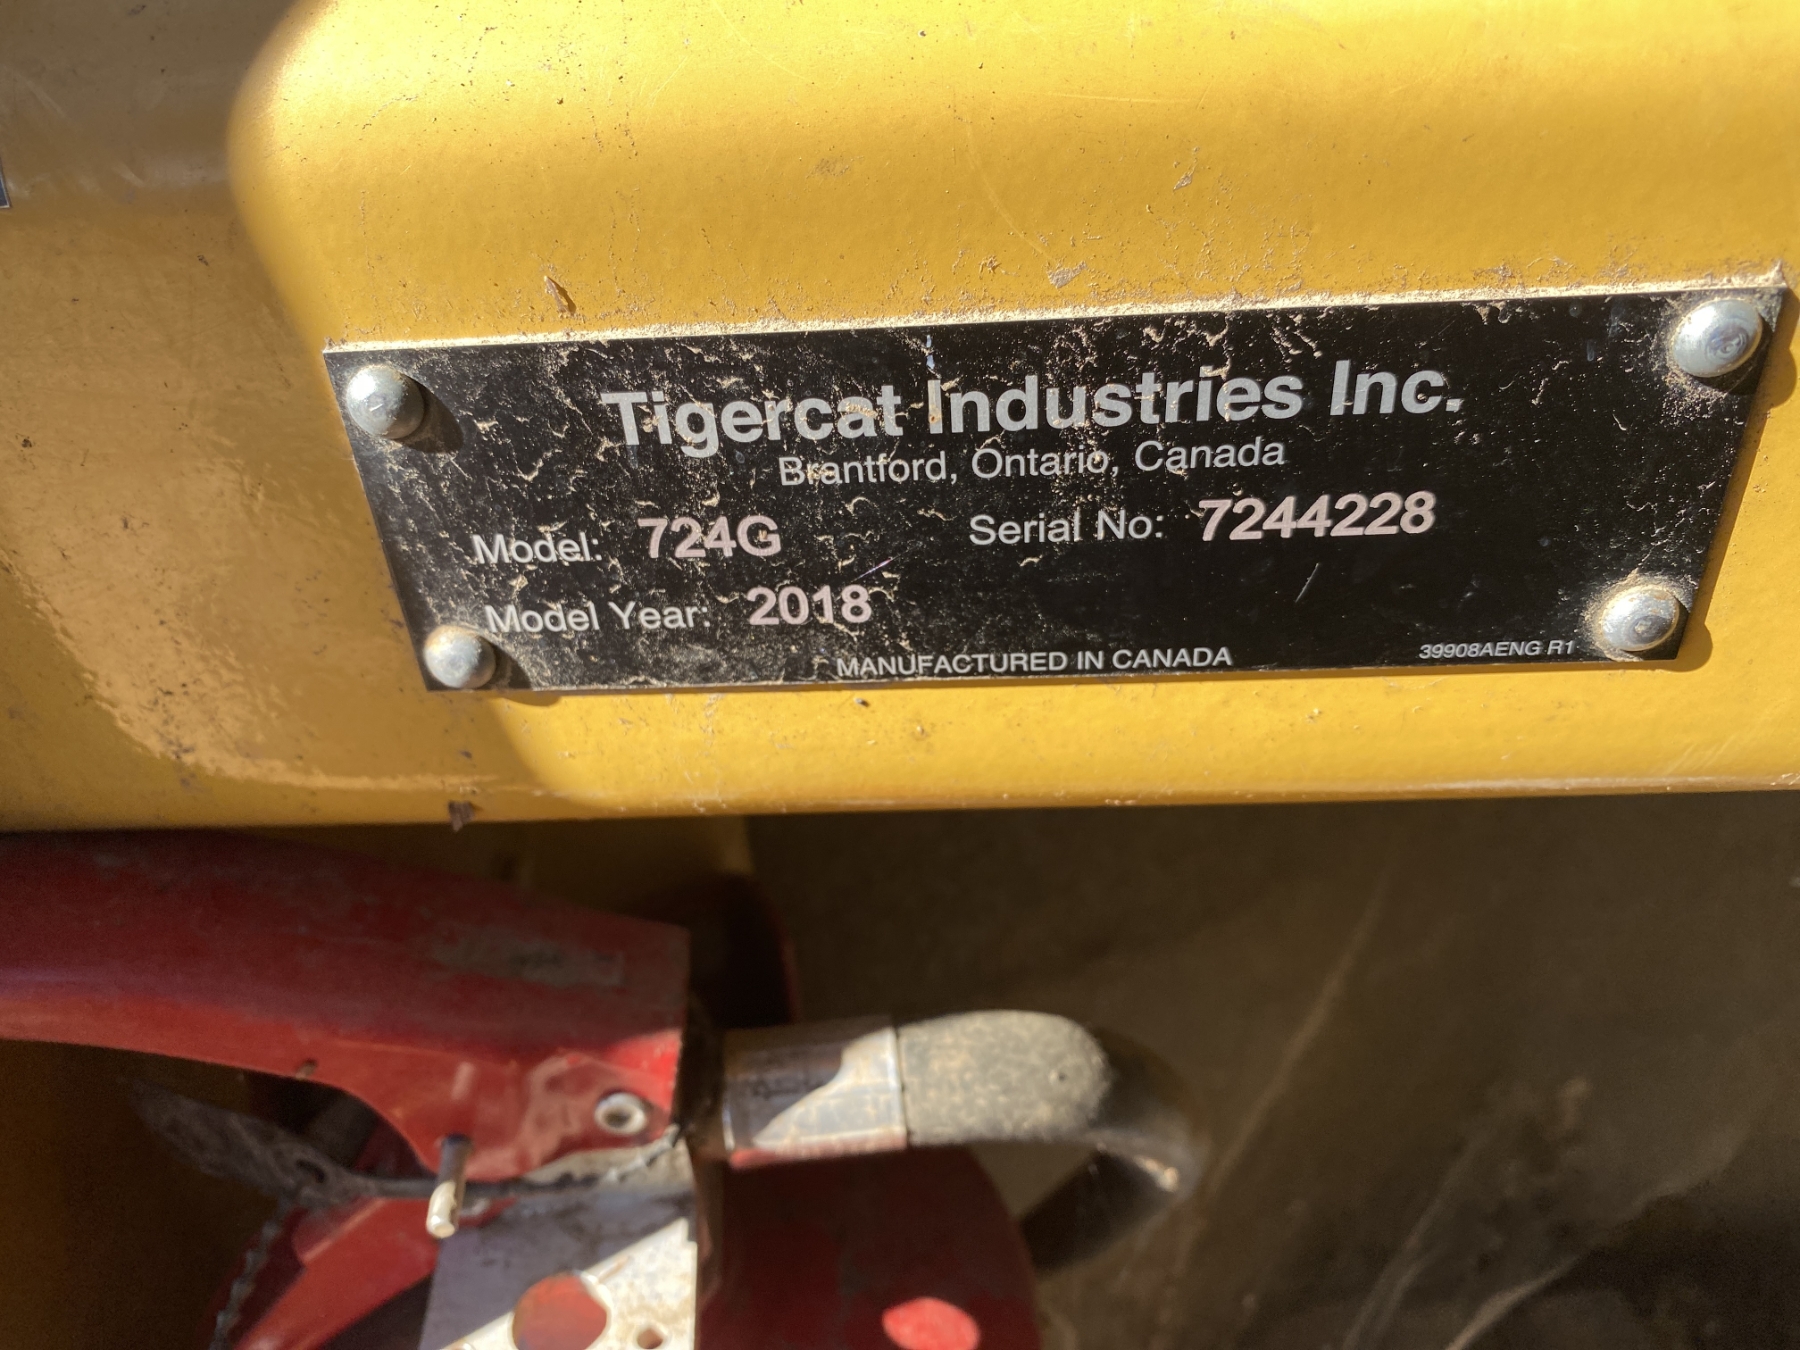 Tigercat Industries Inc.
Brantford, Ontario, Canada
Model: 724G Serial No: 7244228
Model Year: 2018
MANUFACTURED IN CANADA 39908AENG R1